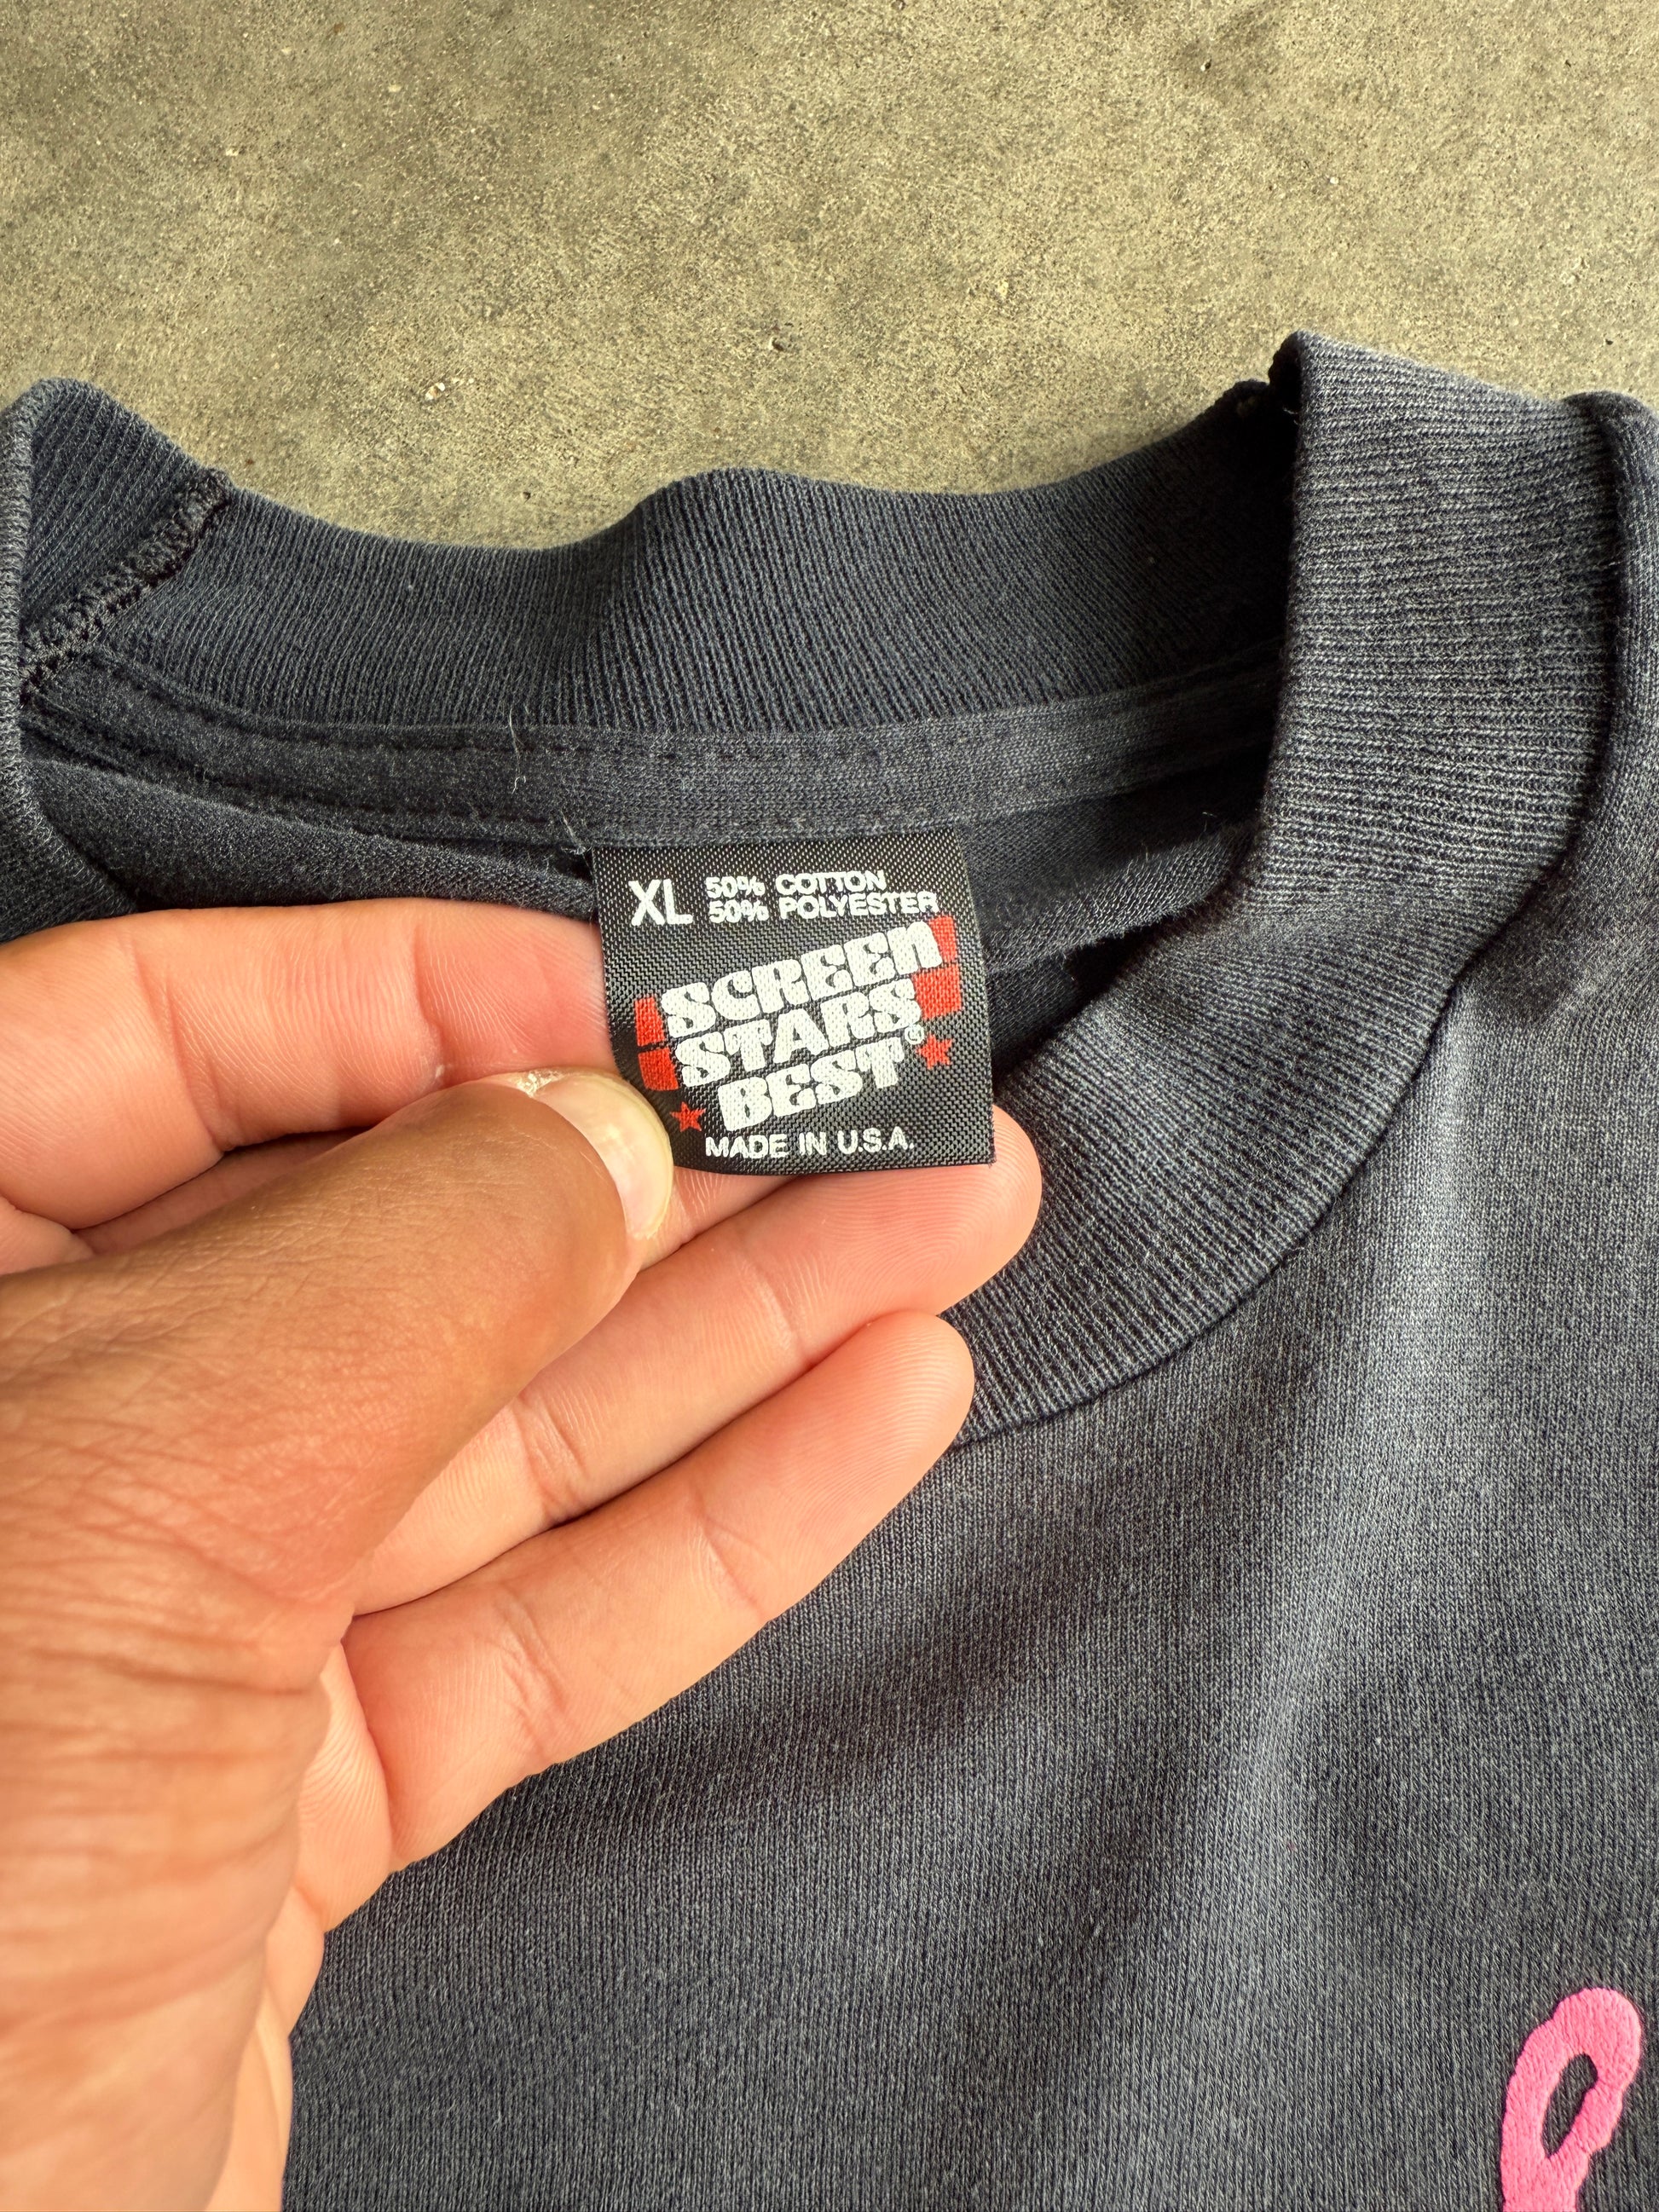 XL 50% COTTON
50% POLYESTER
SCREEN
STARS
BEST®
MADE IN U.S.A.